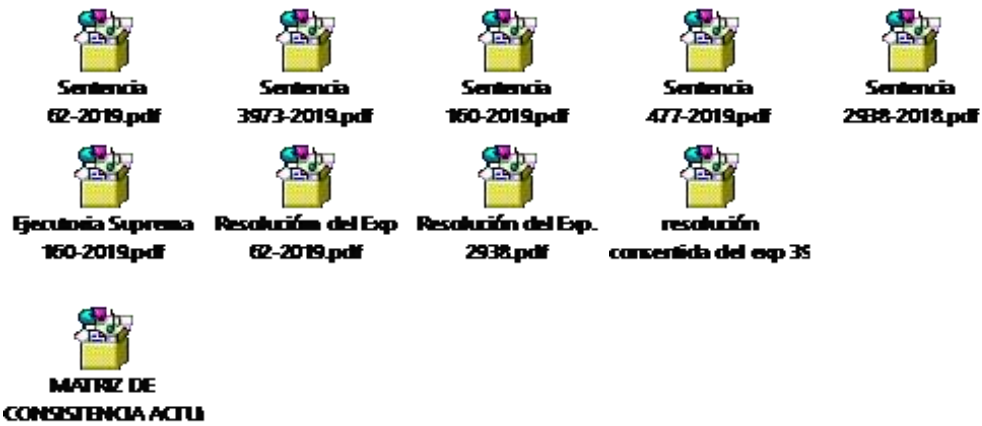 Sentencia
62-2019.pdf
Sentencia
3973-2019.pdf
Sentencia
160-2019.pdf
Sentencia
477-2019.pdf
Sentencia
2938-2018.pdf
Ejecutoria Suprema
160-2019.pdf
Resolución del Exp
62-2019.pdf
Resolución del Exp.
2938.pdf
resolución
consentida del exp 39
MATRIZ DE
CONSISTENCIA ACTU